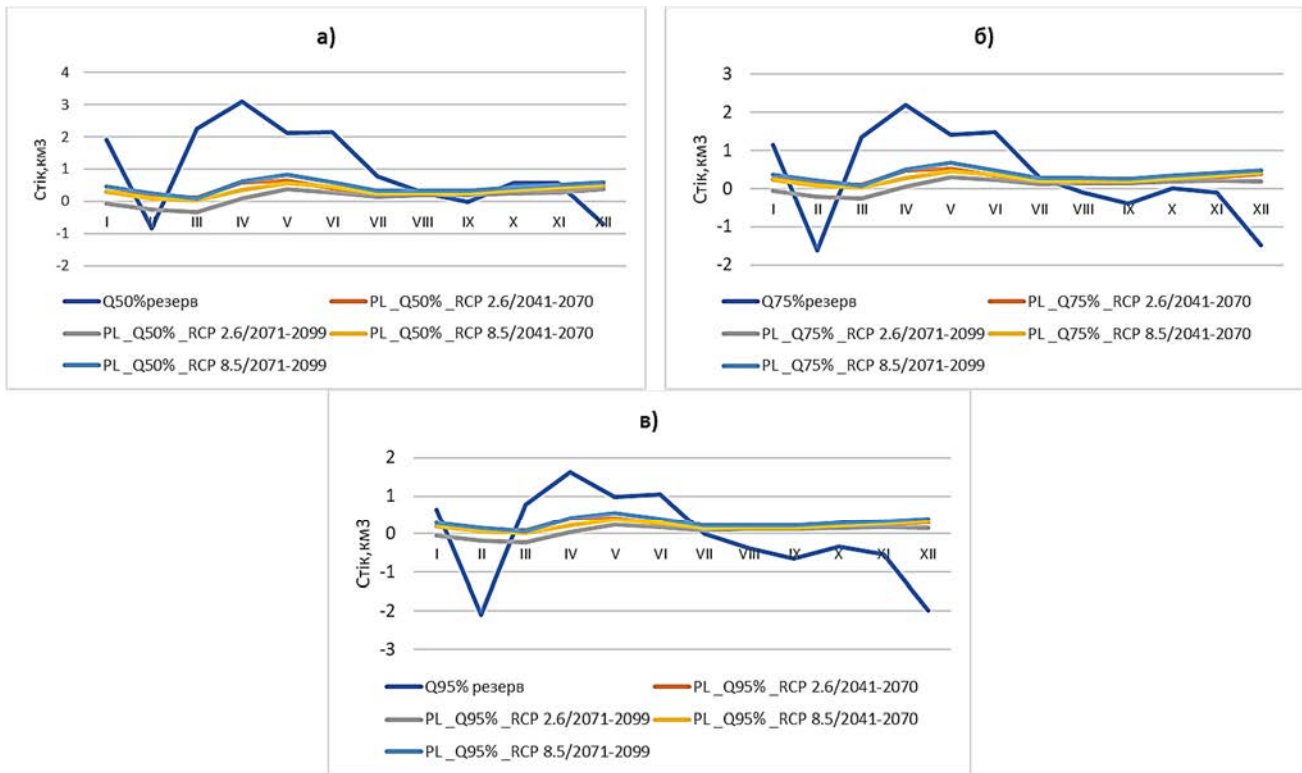 а)
Стік,км3
4
3
2
1
0
-1
-2
I II III IV V VI VII VIII IX X XI XII
Q50%резерв
PL _Q50% _RCP 2.6/2041-2070
PL _Q50% _RCP 2.6/2071-2099
PL _Q50% _RCP 8.5/2041-2070
PL _Q50% _RCP 8.5/2071-2099
б)
Стік,км3
3
2
1
0
-1
-2
I II III IV V VI VII VIII IX X XI XII
Q75%резерв
PL _Q75% _RCP 2.6/2041-2070
PL _Q75% _RCP 2.6/2071-2099
PL _Q75% _RCP 8.5/2041-2070
PL _Q75% _RCP 8.5/2071-2099
в)
Стік,км3
2
1
0
-1
-2
-3
I II III IV V VI VII VIII IX X XI XII
Q95% резерв
PL _Q95% _RCP 2.6/2041-2070
PL _Q95% _RCP 2.6/2071-2099
PL _Q95% _RCP 8.5/2041-2070
PL _Q95% _RCP 8.5/2071-2099